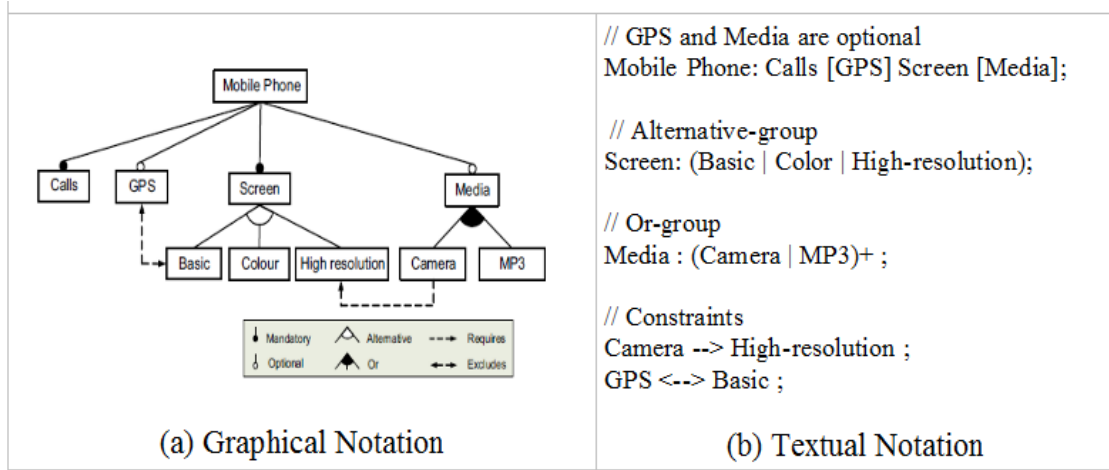 Mobile Phone
Calls
GPS
Screen
Media
Basic
Colour
High resolution
Camera
MP3
Mandatory
Alternative
Requires
Optional
Or
Excludes
(a) Graphical Notation
// GPS and Media are optional
Mobile Phone: Calls [GPS] Screen [Media];
// Alternative-group
Screen: (Basic | Color | High-resolution);
// Or-group
Media : (Camera | MP3)+ ;
// Constraints
Camera --> High-resolution ;
GPS <--> Basic ;
(b) Textual Notation